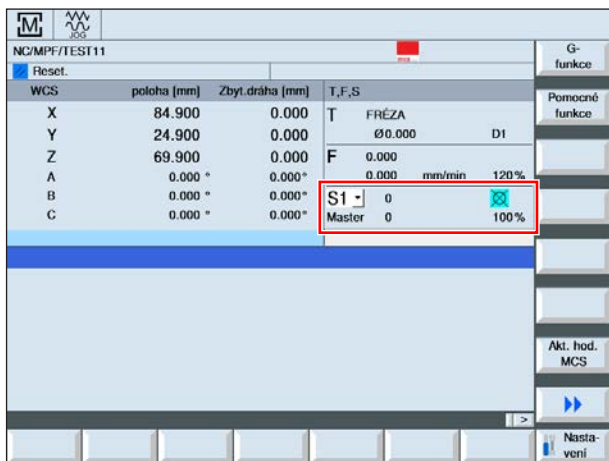 M
JOG
NC/MPF/TEST11
G-
funkce
Reset.
WCS poloha [mm] Zbyt.dráha [mm] T,F,S
Pomocné
funkce
X 84.900 0.000 T FRÉZA
Y 24.900 0.000 Ø0.000 D1
Z 69.900 0.000 F 0.000
A 0.000 ° 0.000° 0.000 mm/min 120%
B 0.000 ° 0.000° S1 0
C 0.000 ° 0.000° Master 0 100%
Akt. hod.
MCS
>
Nasta-
vení